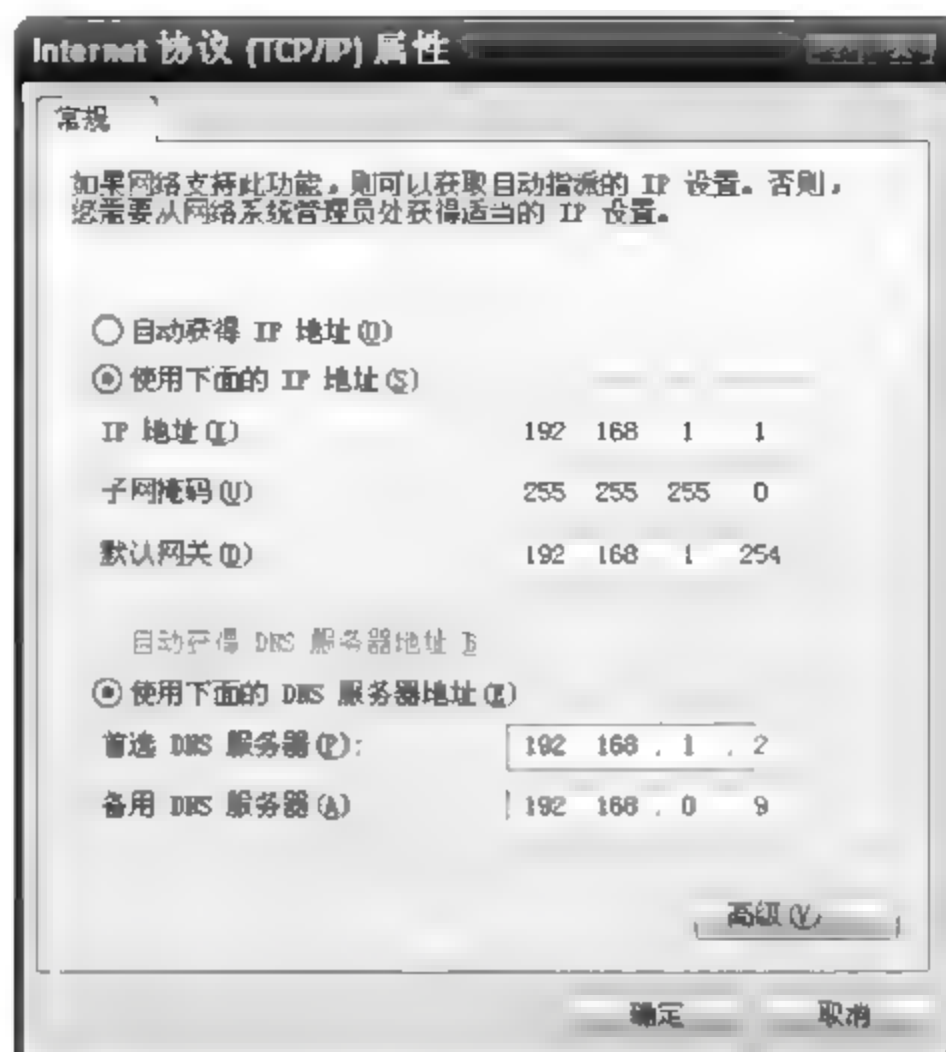 Internet 协议 (TCP/IP) 属性
常规
如果网络支持此功能，则可以获取自动指派的 IP 设置。否则，
您需要从网络系统管理员处获得适当的 IP 设置。
自动获得 IP 地址(O)
使用下面的 IP 地址(S)
IP 地址(I) 192 168 1 1
子网掩码(U) 255 255 255 0
默认网关(D) 192 168 1 254
自动获得 DNS 服务器地址 B
使用下面的 DNS 服务器地址(E)
首选 DNS 服务器(P): 192 168 . 1 . 2
备用 DNS 服务器(A) 192 168 . 0 9
高级(V)
确定 取消